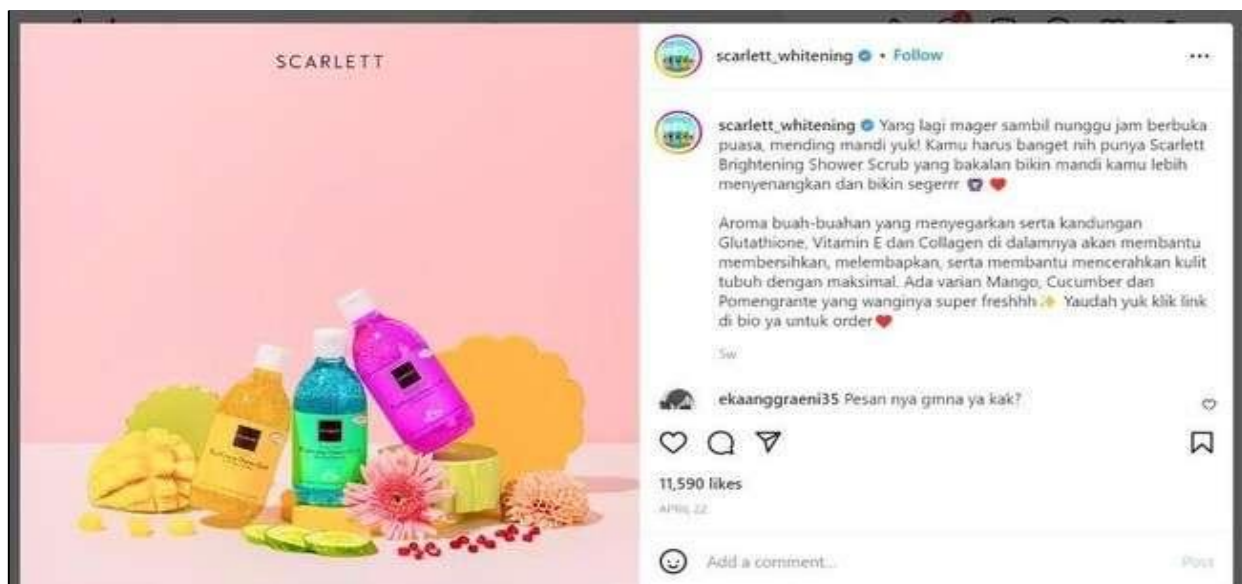 SCARLETT
scarlett_whitening • Follow
scarlett_whitening Yang lagi mager sambil nunggu jam berbuka
puasa, mending mandi yuk! Kamu harus banget nih punya Scarlett
Brightening Shower Scrub yang bakalan bikin mandi kamu lebih
menyenangkan dan bikin segerrr
Aroma buah-buahan yang menyegarkan serta kandungan
Glutathione, Vitamin E dan Collagen di dalamnya akan membantu
membersihkan, melembapkan, serta membantu mencerahkan kulit
tubuh dengan maksimal. Ada varian Mango, Cucumber dan
Pomengrante yang wanginya super freshhh Yaudah yuk klik link
di bio ya untuk order
5w
ekaanggraeni35 Pesan nya gmna ya kak?
11,590 likes
APRIL 22
Add a comment...
Post